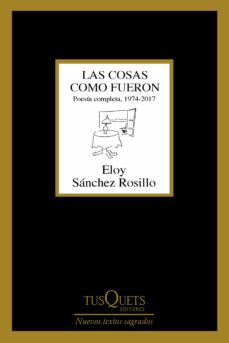 LAS COSAS
COMO FUERON
Poesía completa, 1974-2017
Eloy
Sánchez Rosillo
TUSQUETS
EDITORES
Nuevos textos sagrados